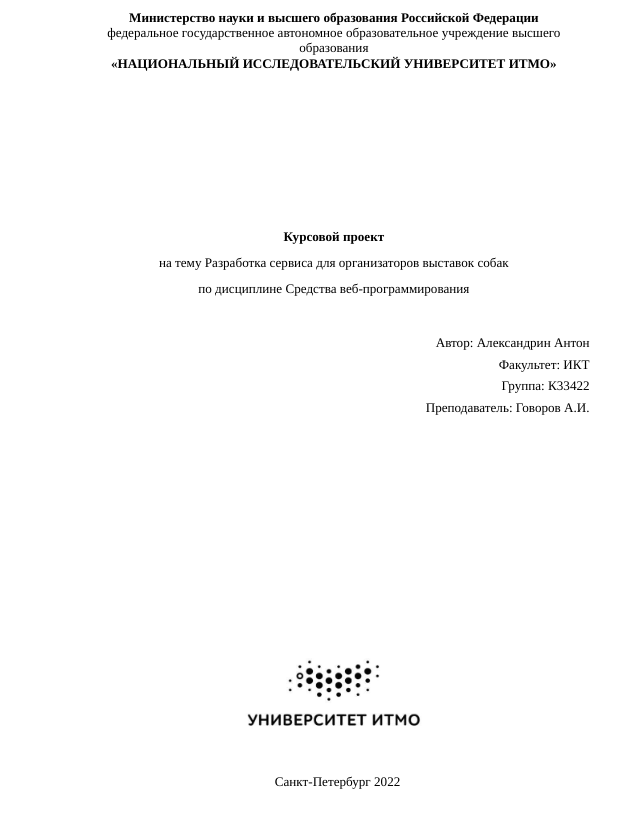 Министерство науки и высшего образования Российской Федерации
федеральное государственное автономное образовательное учреждение высшего
образования
«НАЦИОНАЛЬНЫЙ ИССЛЕДОВАТЕЛЬСКИЙ УНИВЕРСИТЕТ ИТМО»
Курсовой проект
на тему Разработка сервиса для организаторов выставок собак
по дисциплине Средства веб-программирования
Автор: Александрин Антон
Факультет: ИКТ
Группа: К33422
Преподаватель: Говоров А.И.
УНИВЕРСИТЕТ ИТМО
Санкт-Петербург 2022